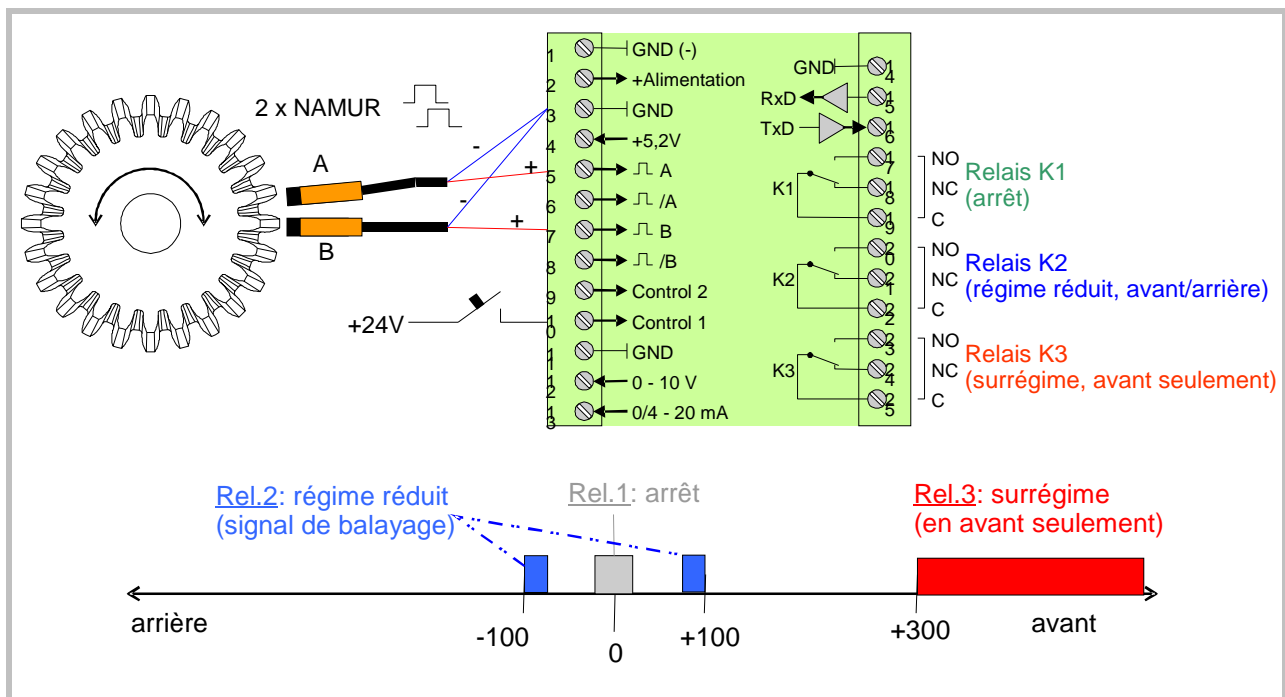 1 GND (-)
2 +Alimentation
3 GND
4 +5,2V
5 A
6 /A
7 B
8 /B
9 Control 2
10 Control 1
11 GND
12 0 - 10 V
13 0/4 - 20 mA
2 x NAMUR
A
B
-
+
-
+
+24V
GND 14
RxD 15
TxD 16
K1
17 NO
18 NC
19 C
Relais K1
(arrêt)
K2
20 NO
21 NC
22 C
Relais K2
(régime réduit, avant/arrière)
K3
23 NO
24 NC
25 C
Relais K3
(surrégime, avant seulement)
Rel.2: régime réduit
(signal de balayage)
Rel.1: arrêt
Rel.3: surrégime
(en avant seulement)
arrière
-100
0
+100
+300
avant